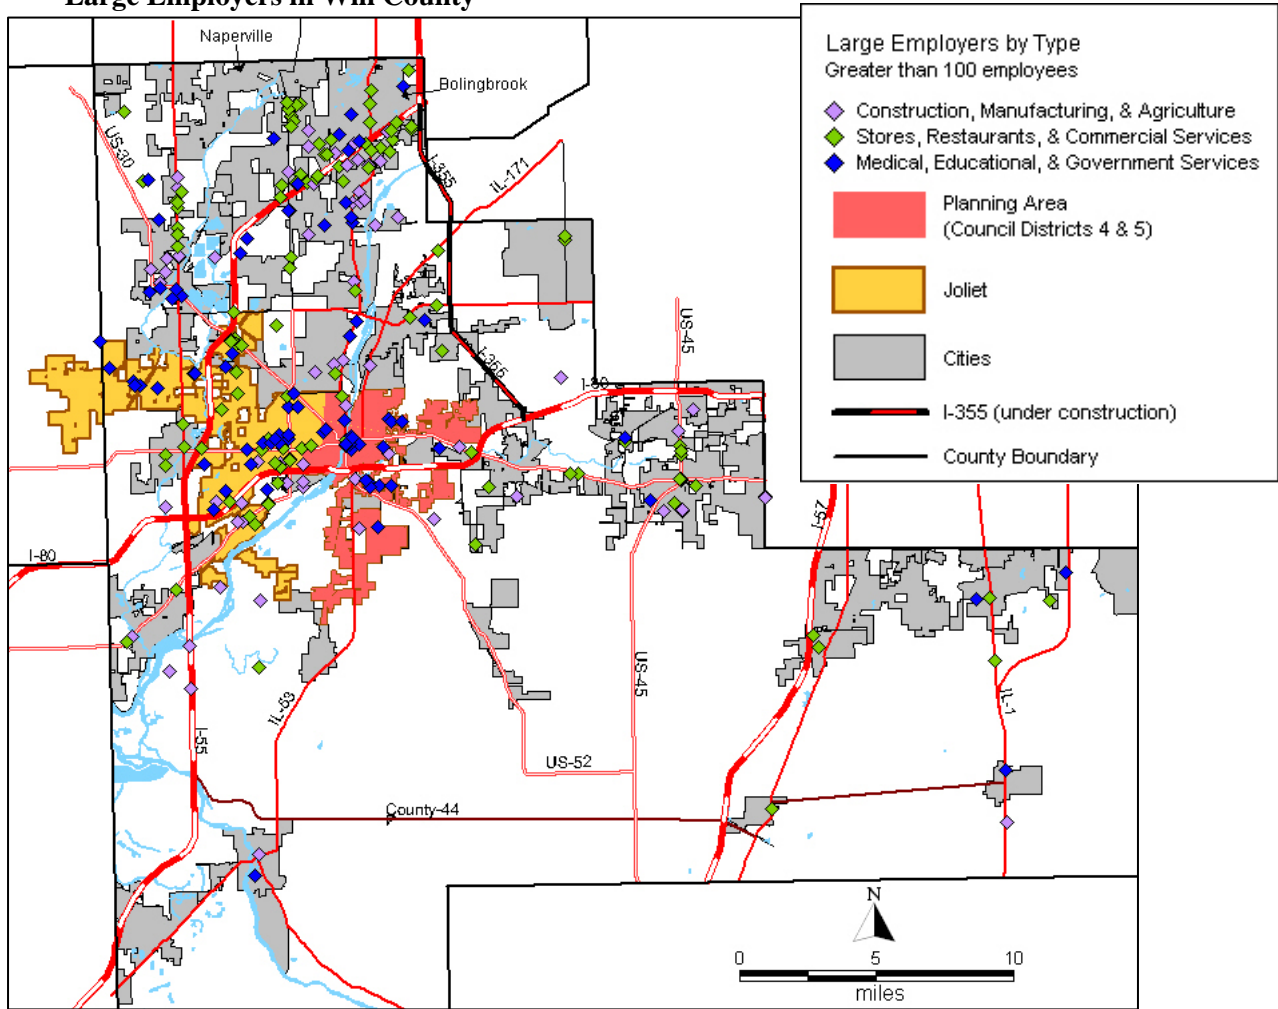 Large Employers in Will County
Naperville
Bolingbrook
US-30
I-355
IL-171
Large Employers by Type
Greater than 100 employees
Construction, Manufacturing, & Agriculture
Stores, Restaurants, & Commercial Services
Medical, Educational, & Government Services
Planning Area
(Council Districts 4 & 5)
Joliet
Cities
I-355 (under construction)
County Boundary
US-45
I-355
I-80
I-80
I-57
IL-53
US-45
IL-1
I-55
US-52
County-44
N
0 5 10
miles